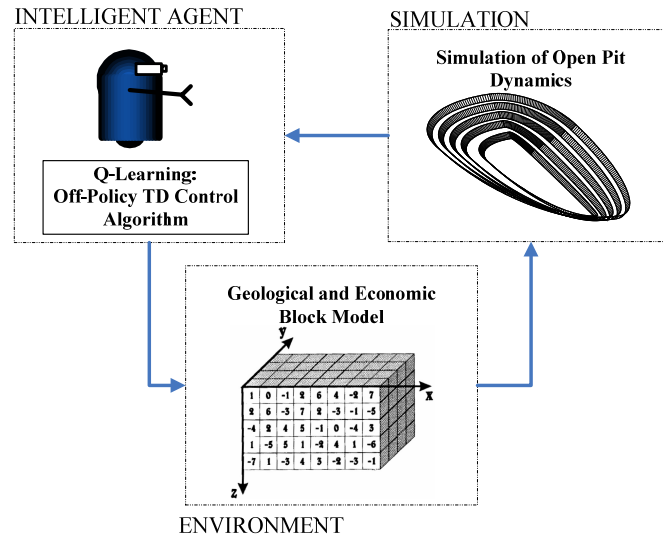 INTELLIGENT AGENT
Q-Learning:
Off-Policy TD Control
Algorithm
SIMULATION
Simulation of Open Pit
Dynamics
Geological and Economic
Block Model
y
x
1 0 -1 2 6 4 -2 7
2 6 -3 7 2 -3 -1 -5
-4 2 4 5 -1 0 -4 3
1 -5 5 1 -2 4 1 -6
-7 1 -3 4 3 -2 -3 -1
z
ENVIRONMENT